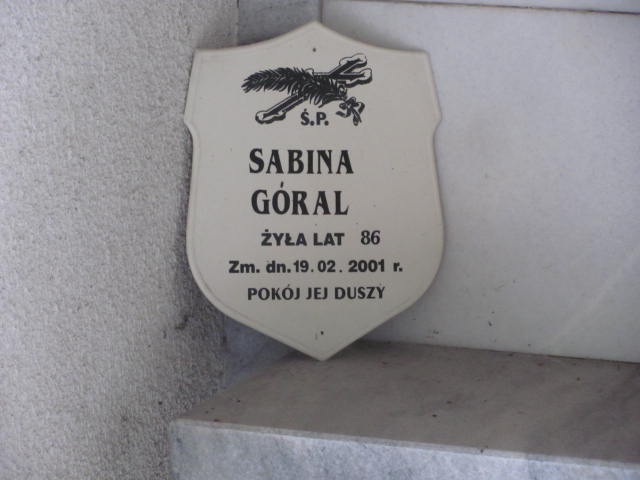 Ś.P.
SABINA
GÓRAL
ŻYŁA LAT 86
Zm. dn. 19.02.2001 r.
POKÓJ JEJ DUSZY